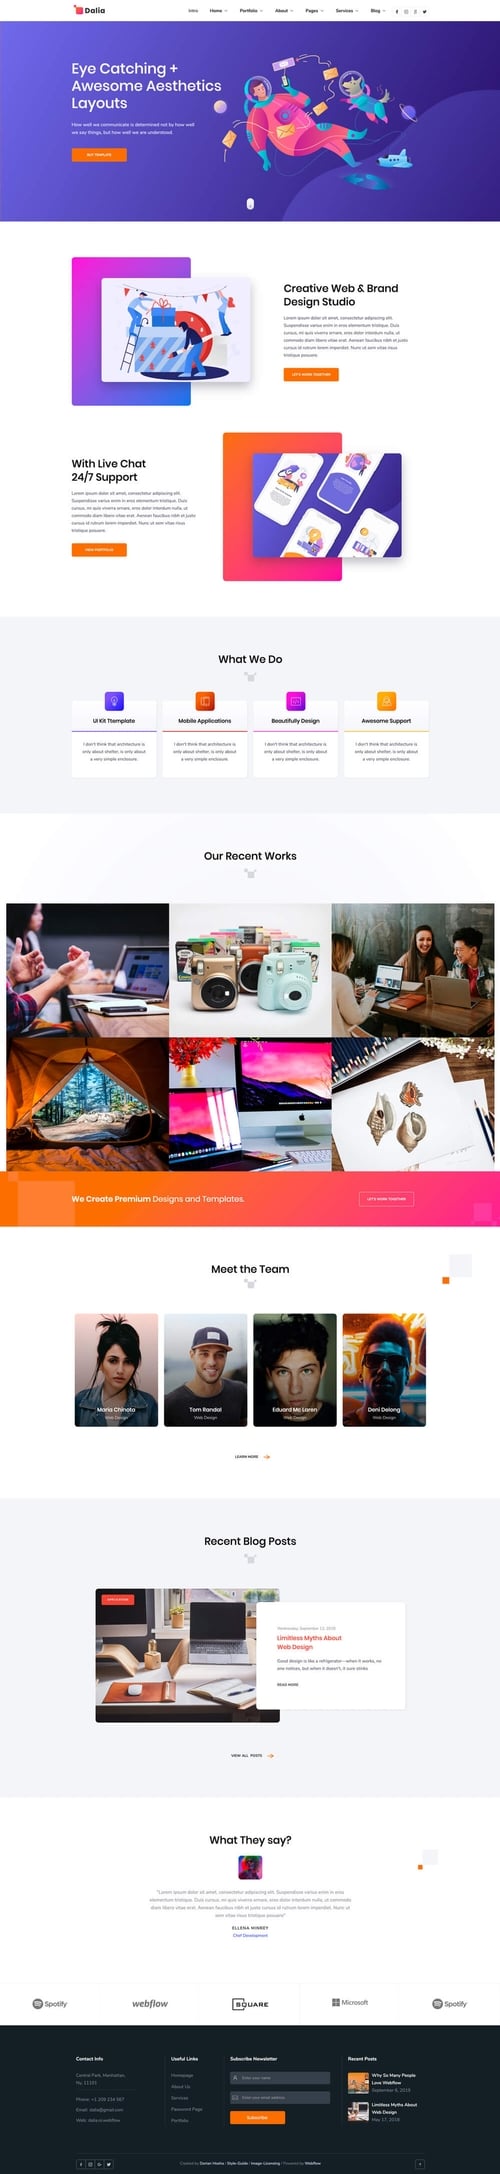 Dalia
Intro Home Portfolio About Pages Services Blog
Eye Catching +
Awesome Aesthetics
Layouts
How well we communicate is determined not by how well
we say things, but how well we are understood.
BUY TEMPLATE
Creative Web & Brand
Design Studio
Lorem ipsum dolor sit amet, consectetur adipiscing elit.
Suspendisse varius enim in eros elementum tristique. Duis
cursus, mi quis viverra ornare, eros dolor interdum nulla, ut
commodo diam libero vitae erat. Aenean faucibus nibh et justo
cursus id rutrum lorem imperdiet. Nunc ut sem vitae risus
tristique posuere.
LET'S WORK TOGETHER
With Live Chat
24/7 Support
Lorem ipsum dolor sit amet, consectetur adipiscing elit.
Suspendisse varius enim in eros elementum tristique. Duis
cursus, mi quis viverra ornare, eros dolor interdum nulla, ut
commodo diam libero vitae erat. Aenean faucibus nibh et justo
cursus id rutrum lorem imperdiet. Nunc ut sem vitae risus
tristique posuere.
VIEW PORTFOLIO
What We Do
UI Kit Ttemplate
I don't think that architecture is
only about shelter, is only about
a very simple enclosure.
Mobile Applications
I don't think that architecture is
only about shelter, is only about
a very simple enclosure.
Beautifully Design
I don't think that architecture is
only about shelter, is only about
a very simple enclosure.
Awesome Support
I don't think that architecture is
only about shelter, is only about
a very simple enclosure.
Our Recent Works
We Create Premium Designs and Templates.
LET'S WORK TOGETHER
Meet the Team
Maria Chinota
Web Design
Tom Randal
Web Design
Eduard Mc Loren
Web Design
Deni Delong
Web Design
LEARN MORE
Recent Blog Posts
APPLICATION
Wednesday, September 12, 2018
Limitless Myths About
Web Design
Good design is like a refrigerator—when it works, no
one notices, but when it doesn't, it sure stinks
READ MORE
VIEW ALL POSTS
What They say?
"Lorem ipsum dolor sit amet, consectetur adipiscing elit. Suspendisse varius enim in eros
elementum tristique. Duis cursus, mi quis viverra ornare, eros dolor interdum nulla, ut commodo
diam libero vitae erat. Aenean faucibus nibh et justo cursus id rutrum lorem imperdiet. Nunc ut
sem vitae risus tristique posuere"
ELLENA MINREY
Chef Development
Spotify webflow SQUARE Microsoft Spotify
Contact Info
Central Park, Manhattan,
Ny, 11101
Phone: +1 209 234 567
Email: dalia@gmail.com
Web: dalia.io.webflow
Useful Links
Homepage
About Us
Services
Password Page
Portfolio
Subscribe Newsletter
Enter your name
Enter your email address
SUBSCRIBE
Recent Posts
Why So Many People
Love Webflow
September 6, 2018
Limitless Myths About
Web Design
May 17, 2018
Created by Darian Hosha | Style Guide | Image Licensing | Powered by Webflow